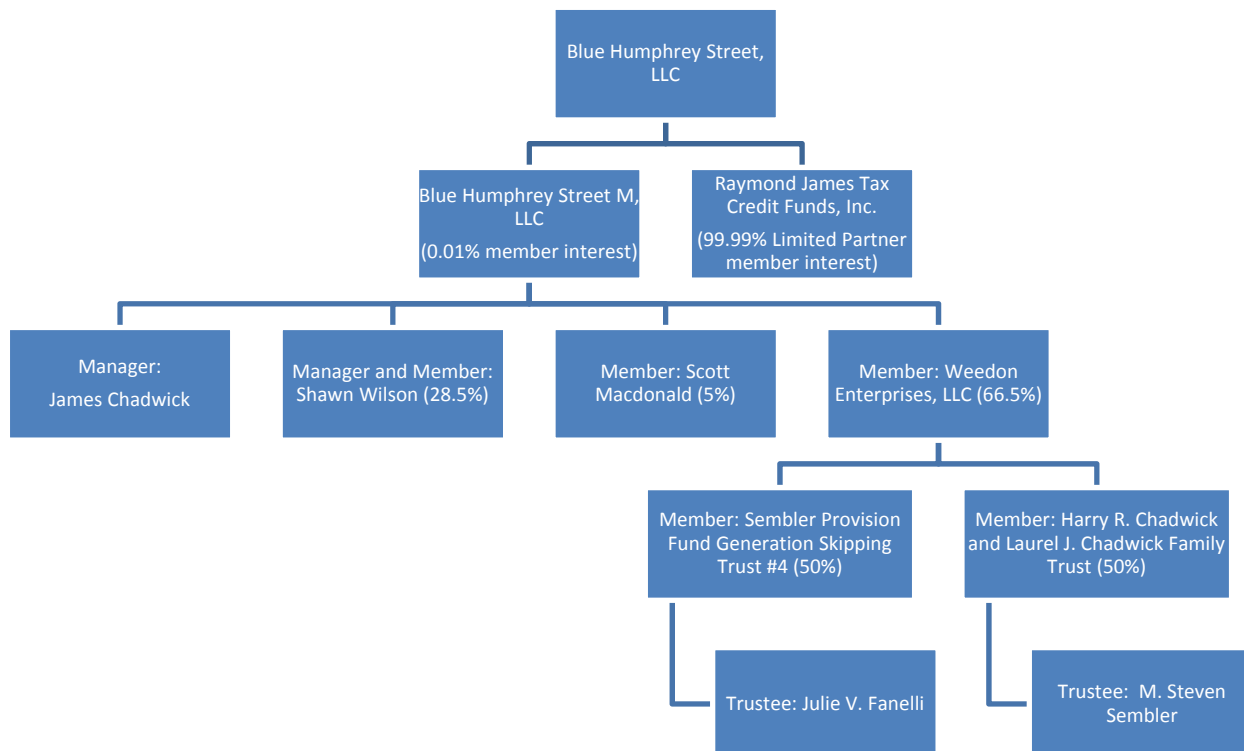 Blue Humphrey Street,
LLC
Blue Humphrey Street M,
LLC
(0.01% member interest)
Raymond James Tax
Credit Funds, Inc.
(99.99% Limited Partner
member interest)
Manager:
James Chadwick
Manager and Member:
Shawn Wilson (28.5%)
Member: Scott
Macdonald (5%)
Member: Weedon
Enterprises, LLC (66.5%)
Member: Sembler Provision
Fund Generation Skipping
Trust #4 (50%)
Member: Harry R. Chadwick
and Laurel J. Chadwick Family
Trust (50%)
Trustee: Julie V. Fanelli
Trustee:  M. Steven
Sembler